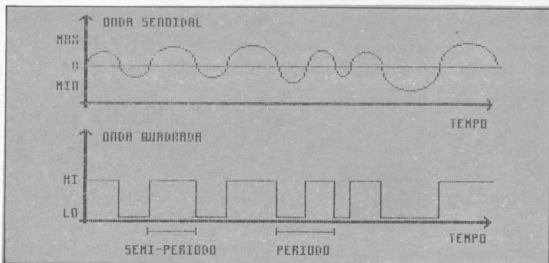 ONDA SENOIDAL
MAX
0
MIN
TEMPO
ONDA QUADRADA
HI
LO
TEMPO
SEMI-PERIODO PERIODO